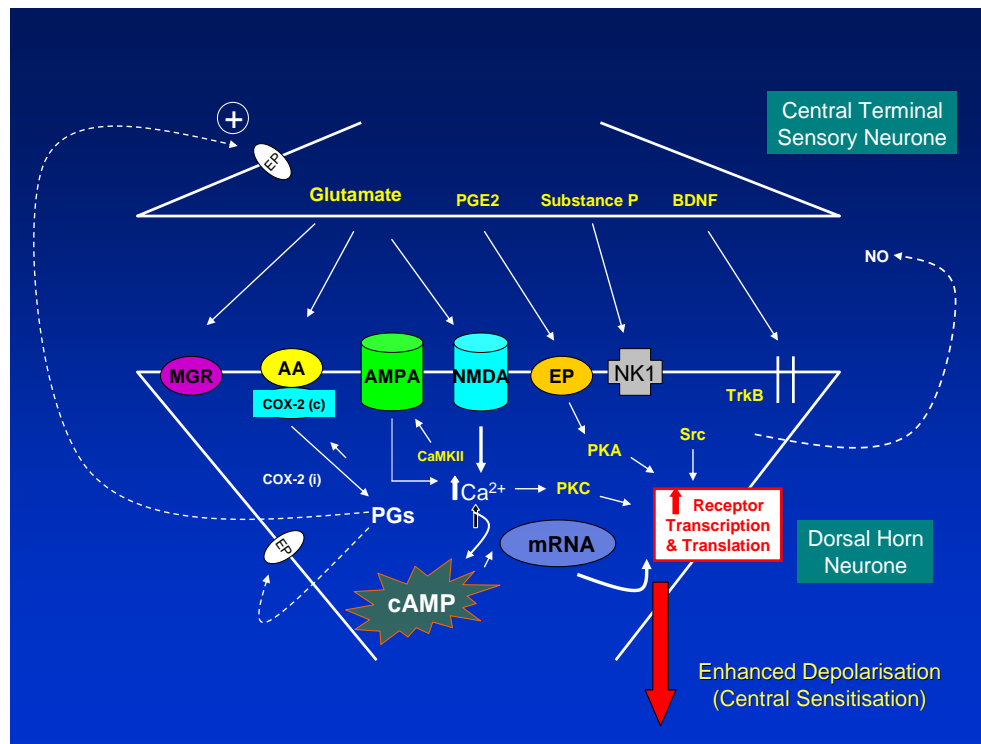 Central Terminal
Sensory Neurone
+
EP
Glutamate
PGE2
Substance P
BDNF
NO
MGR
AA
AMPA
NMDA
EP
NK1
COX-2 (c)
TrkB
CaMKII
PKA
Src
COX-2 (i)
Ca2+
PKC
PGs
Receptor
Transcription
& Translation
EP
mRNA
Dorsal Horn
Neurone
cAMP
Enhanced Depolarisation
(Central Sensitisation)